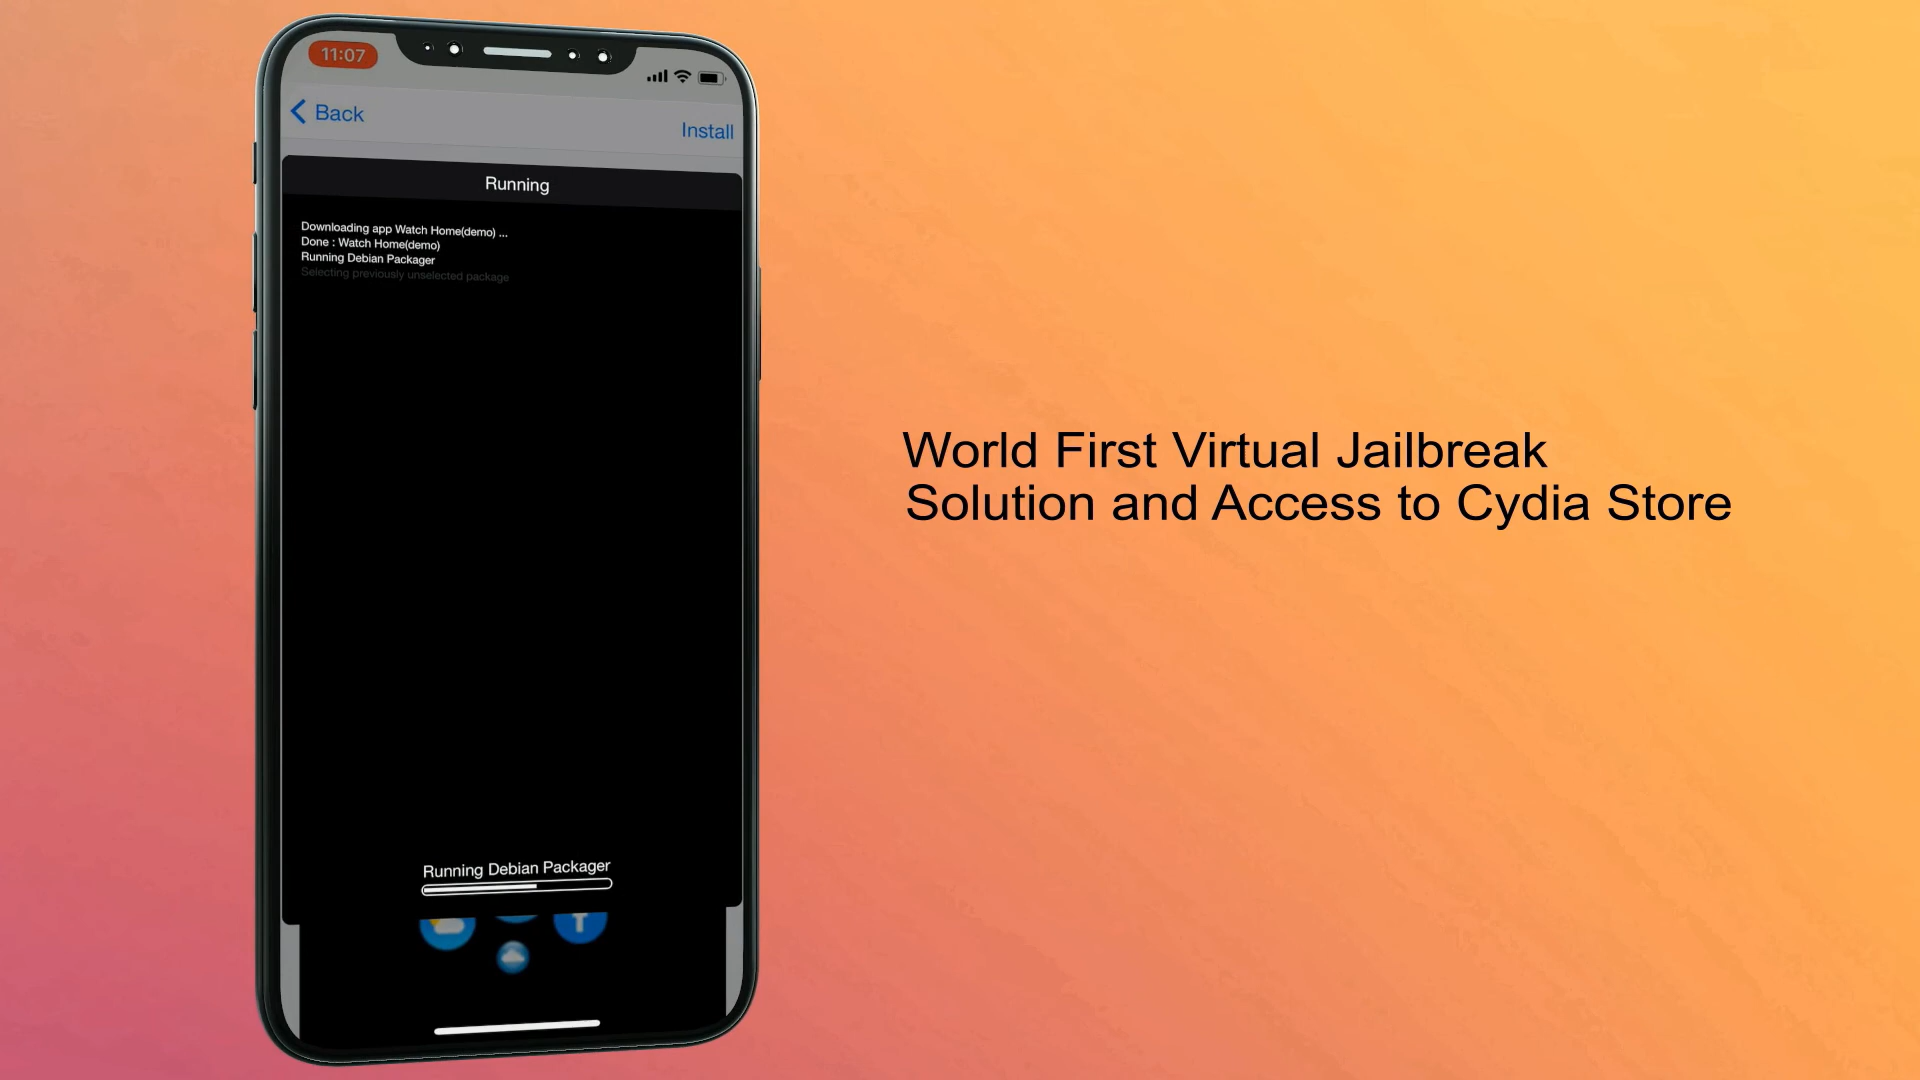 11:07
Back
Install
Running
Downloading app Watch Home(demo) ...
Done : Watch Home(demo)
Running Debian Packager
Selecting previously unselected package
World First Virtual Jailbreak
Solution and Access to Cydia Store
Running Debian Packager